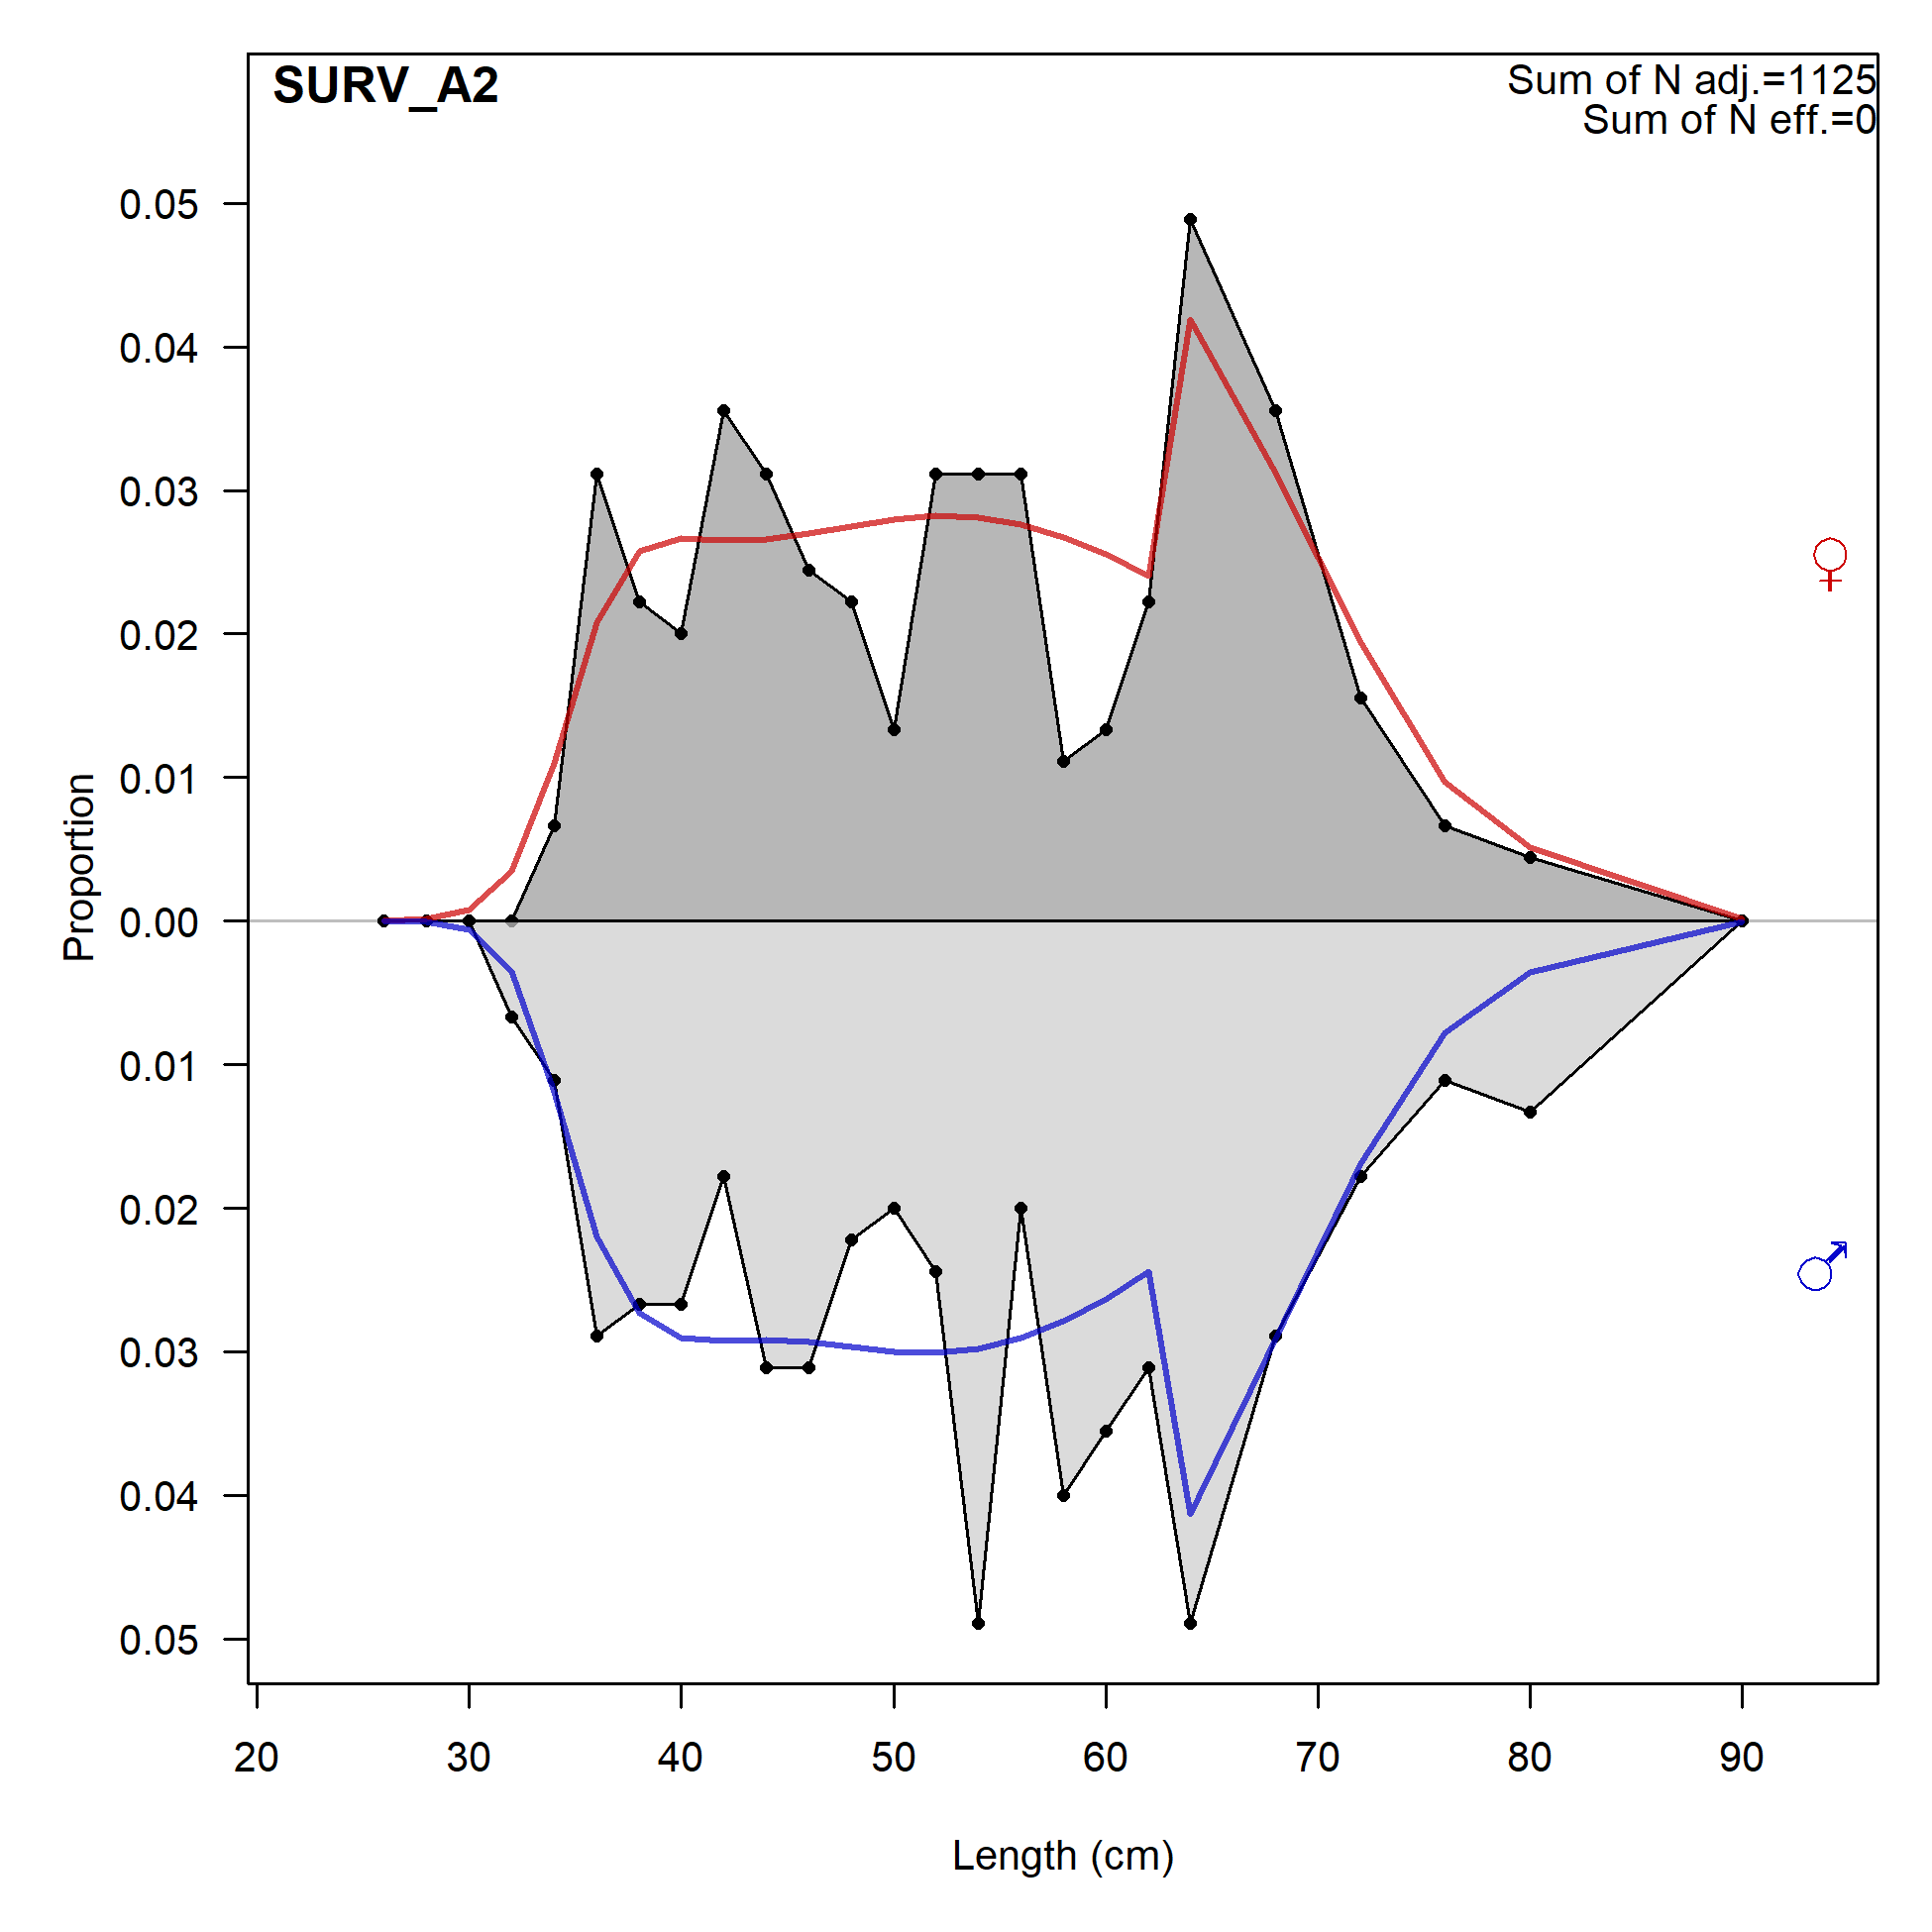 SURV_A2
Sum of N adj.=1125
Sum of N eff.=0
Proportion
0.05
0.04
0.03
0.02
0.01
0.00
0.01
0.02
0.03
0.04
0.05
♀
♂
20 30 40 50 60 70 80 90
Length (cm)